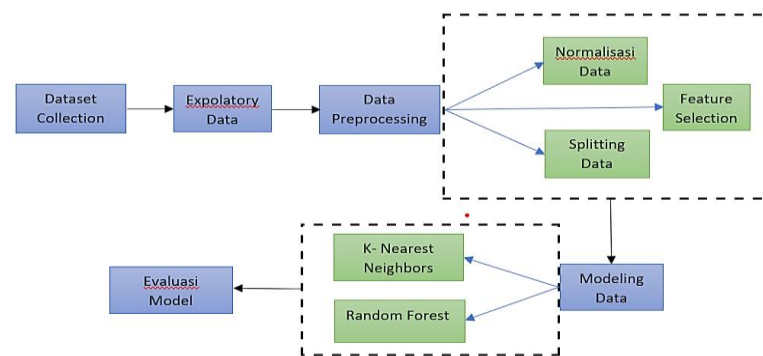 Dataset
Collection
Expolatory
Data
Data
Preprocessing
Normalisasi
Data
Feature
Selection
Splitting
Data
Modeling
Data
K- Nearest
Neighbors
Random Forest
Evaluasi
Model